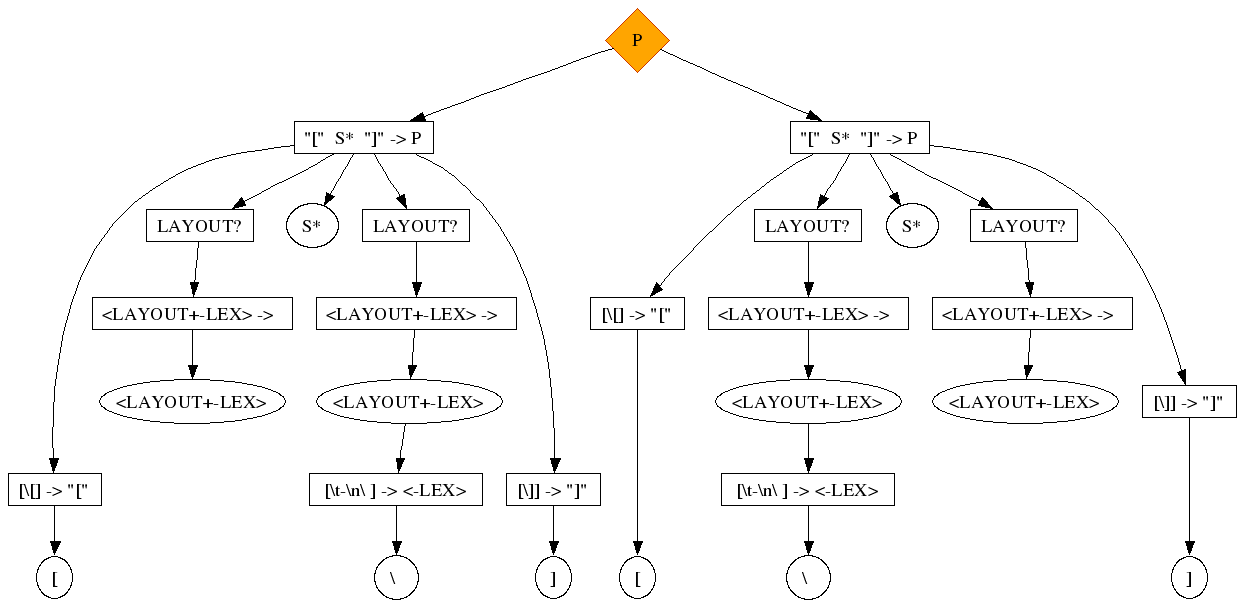 P
"[" S* "]" -> P
"[" S* "]" -> P
LAYOUT?
S*
LAYOUT?
LAYOUT?
S*
LAYOUT?
<LAYOUT+-LEX> ->
<LAYOUT+-LEX> ->
[\[] -> "["
<LAYOUT+-LEX> ->
<LAYOUT+-LEX> ->
<LAYOUT+-LEX>
<LAYOUT+-LEX>
<LAYOUT+-LEX>
<LAYOUT+-LEX>
[\]] -> "]"
[\[] -> "["
[\t-\n\ ] -> <-LEX>
[\]] -> "]"
[\t-\n\ ] -> <-LEX>
[
\
]
[
\
]